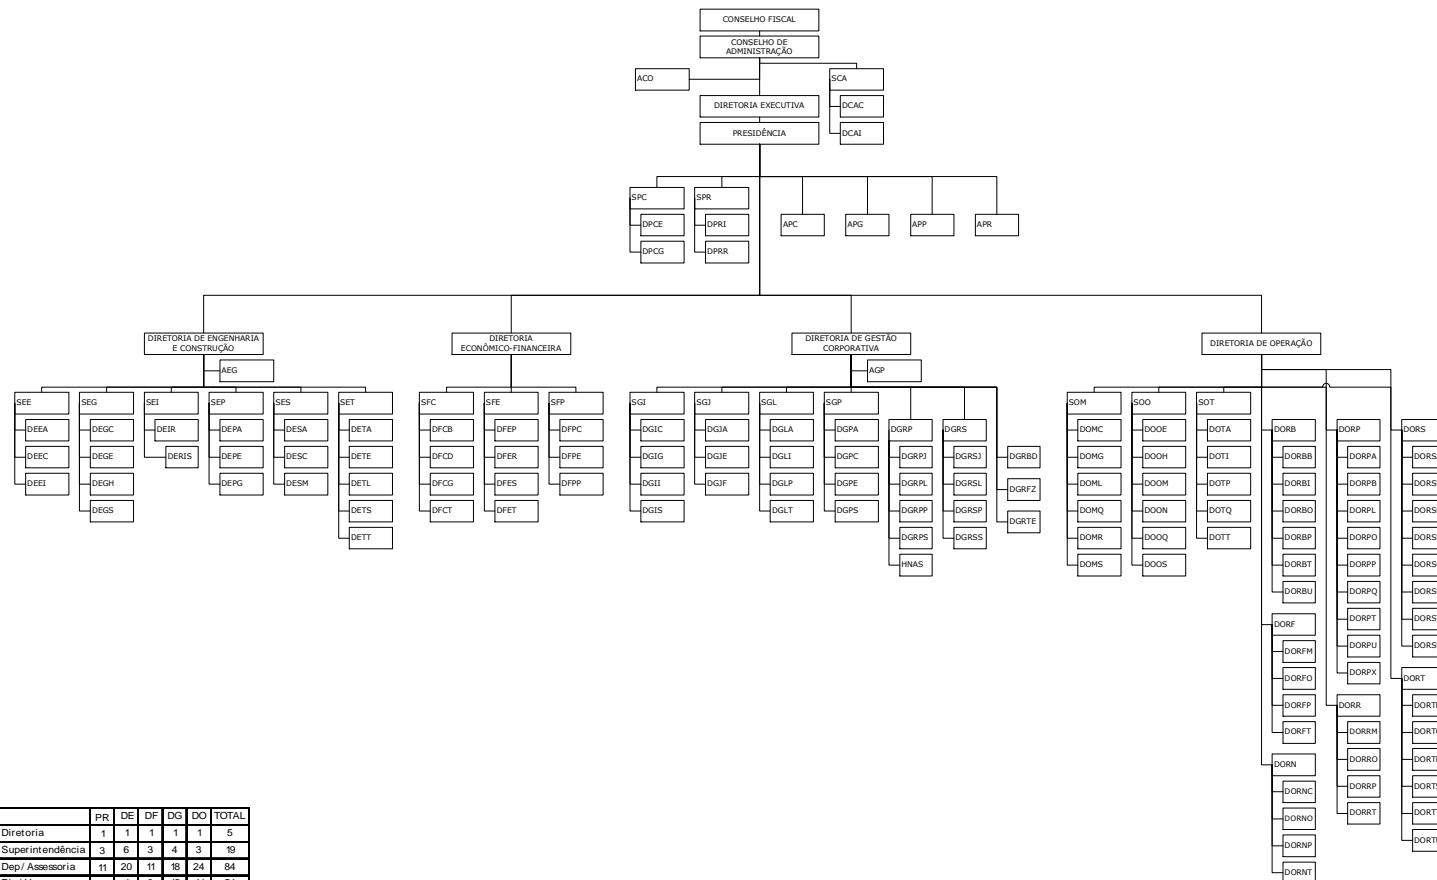 CONSELHO FISCAL
CONSELHO DE
ADMINISTRAÇÃO
ACO
SCA
DIRETORIA EXECUTIVA
DCAC
PRESIDÊNCIA
DCAI
SPC
DPCE
DPCG
SPR
DPRI
DPRR
APC
APG
APP
APR
DIRETORIA DE ENGENHARIA
E CONSTRUÇÃO
AEG
SEE
DEEA
DEEC
DEEI
SEG
DEGC
DEGE
DEGH
DEGS
SEI
DEIR
DERIS
SEP
DEPA
DEPE
DEPG
SES
DESA
DESC
DESM
SET
DETA
DETE
DETL
DETS
DETT
DIRETORIA
ECONÔMICO-FINANCEIRA
SFC
DFCB
DFCD
DFCG
DFCT
SFE
DFEP
DFER
DFES
DFET
SFP
DFPC
DFPE
DFPP
DIRETORIA DE GESTÃO
CORPORATIVA
AGP
SGI
DGIC
DGIG
DGII
DGIS
SGJ
DGJA
DGJE
DGJF
SGL
DGLA
DGLI
DGLP
DGLT
SGP
DGPA
DGPC
DGPE
DGPS
DGRP
DGRPJ
DGRPL
DGRPP
DGRPS
HNAS
DGRS
DGRSJ
DGRSL
DGRSP
DGRSS
DGRBD
DGRFZ
DGRTE
DIRETORIA DE OPERAÇÃO
SOM
DOMC
DOMG
DOML
DOMQ
DOMR
DOMS
SOO
DOOE
DOOH
DOOM
DOON
DOOQ
DOOS
SOT
DOTA
DOTI
DOTP
DOTQ
DOTT
DORB
DORBB
DORBI
DORBO
DORBP
DORBT
DORBU
DORF
DORFM
DORFO
DORFP
DORFT
DORN
DORNC
DORNO
DORNP
DORNT
DORP
DORPA
DORPB
DORPL
DORPO
DORPP
DORPQ
DORPT
DORPU
DORPX
DORR
DORRM
DORRO
DORRP
DORRT
DORS
DORT
PR DE DF DG DO TOTAL
Diretoria 1 1 1 1 1 5
Superintendência 3 6 3 4 3 19
Dep/ Assessoria 11 20 11 18 24 84